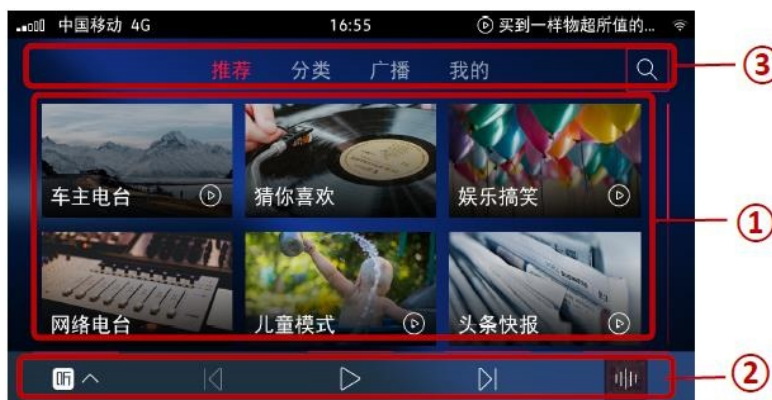 中国移动 4G 16:55 买到一样物超所值的...
推荐 分类 广播 我的
③
车主电台 猜你喜欢 娱乐搞笑
①
网络电台 儿童模式 头条快报
听
②